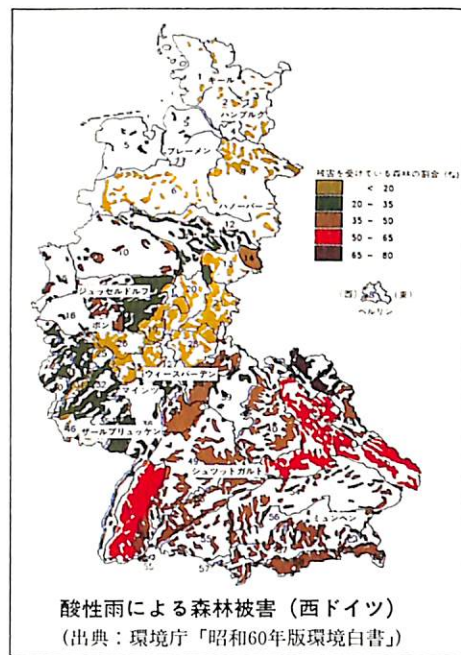 キール
ハンブルグ
ブレーメン
ハノーバー
被害を受けている森林の割合 (%)
< 20
20 - 35
35 - 50
50 - 65
65 - 80
(西) (東)
ベルリン
ジュッセルドルフ
ボン
ウィースバーデン
マインツ
ザールブリュッケン
シュツットガルト
ミュンヘン
酸性雨による森林被害（西ドイツ）
(出典：環境庁「昭和60年版環境白書」)